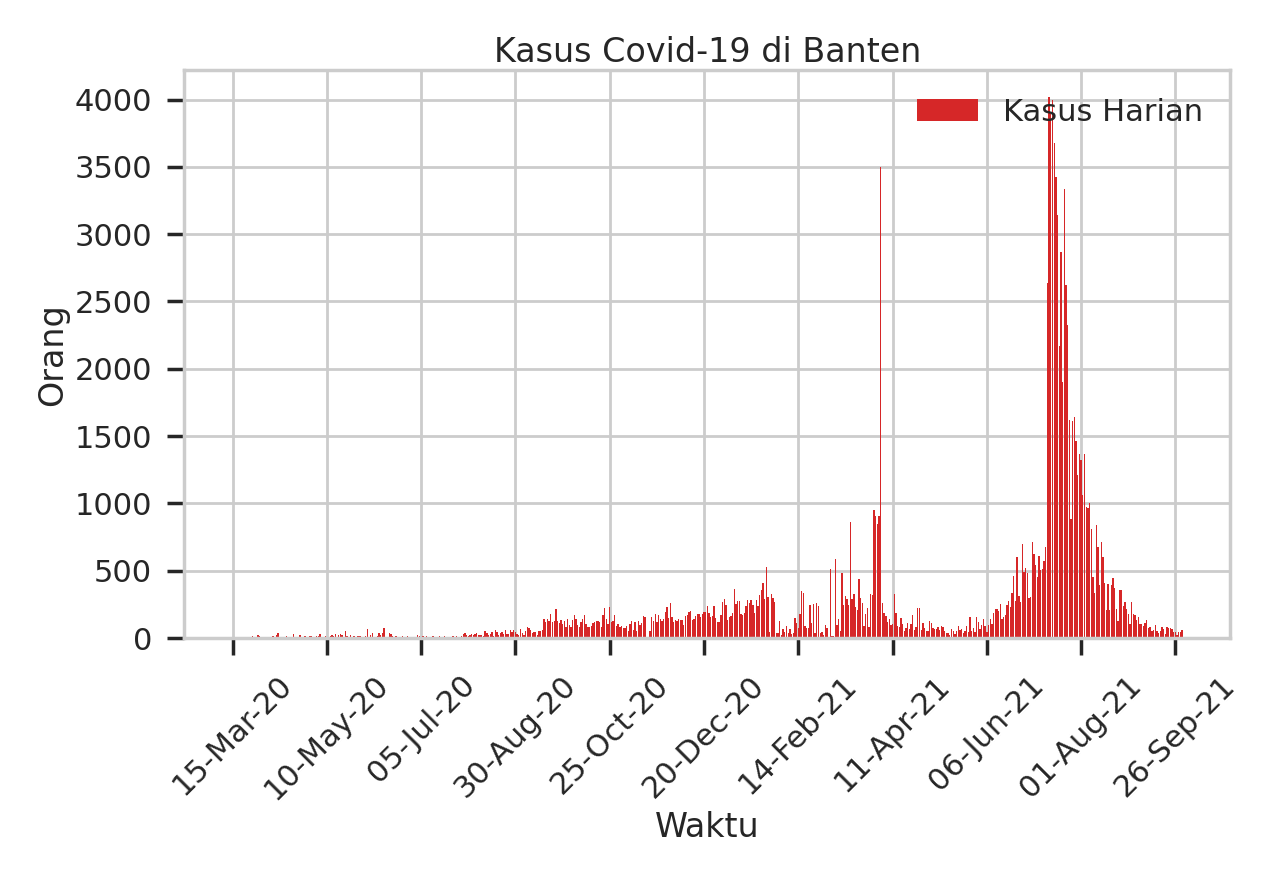 Kasus Covid-19 di Banten
Kasus Harian
Orang
4000
3500
3000
2500
2000
1500
1000
500
0
15-Mar-20
10-May-20
05-Jul-20
30-Aug-20
25-Oct-20
20-Dec-20
14-Feb-21
11-Apr-21
06-Jun-21
01-Aug-21
26-Sep-21
Waktu